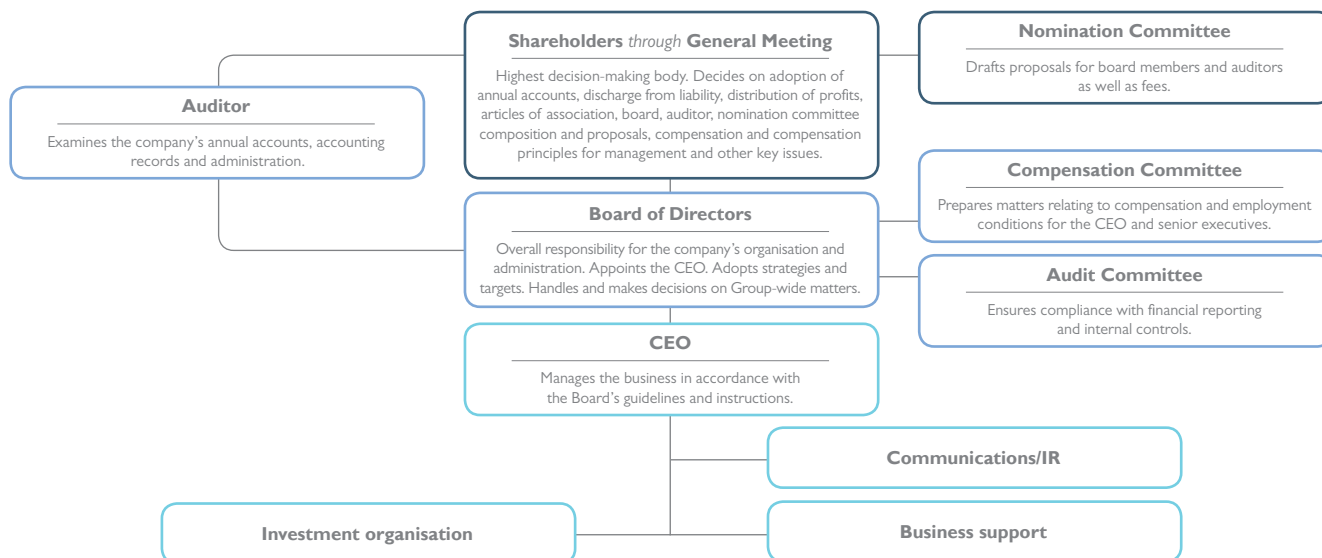 Shareholders through General Meeting
Highest decision-making body. Decides on adoption of
annual accounts, discharge from liability, distribution of profits,
articles of association, board, auditor, nomination committee
composition and proposals, compensation and compensation
principles for management and other key issues.
Nomination Committee
Drafts proposals for board members and auditors
as well as fees.
Auditor
Examines the company's annual accounts, accounting
records and administration.
Board of Directors
Overall responsibility for the company's organisation and
administration. Appoints the CEO. Adopts strategies and
targets. Handles and makes decisions on Group-wide matters.
Compensation Committee
Prepares matters relating to compensation and employment
conditions for the CEO and senior executives.
Audit Committee
Ensures compliance with financial reporting
and internal controls.
CEO
Manages the business in accordance with
the Board's guidelines and instructions.
Communications/IR
Investment organisation
Business support